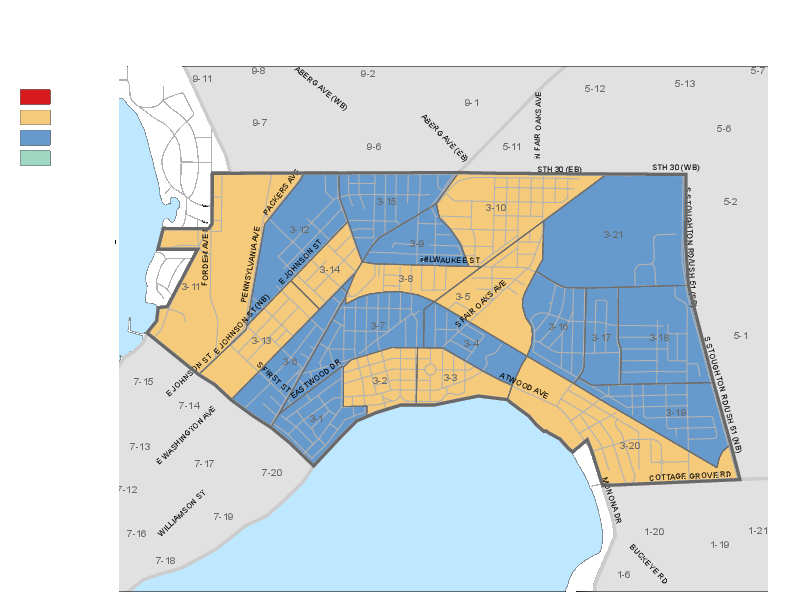 9-11
9-8
ABERG AVE (WB)
9-2
5-12
5-13
5-7
9-7
9-1
ABERG AVE (EB)
N FAIR OAKS AVE
5-6
9-6
5-11
STH 30 (EB)
STH 30 (WB)
PACKERS AVE
3-15
3-10
5-2
3-12
3-21
3-9
E JOHNSON ST
MILWAUKEE ST
FORDEM AVE
PENNSYLVANIA AVE
3-14
3-8
3-11
3-5
S FAIR OAKS AVE
E JOHNSON ST (NB)
3-13
3-7
3-16
3-17
3-18
5-1
3-4
S STOUGHTON RD/USH 51 (SB)
S STOUGHTON RD/USH 51 (NB)
3-6
S FIRST ST
EASTWOOD DR
E JOHNSON ST
7-15
3-2
3-3
ATWOOD AVE
7-14
3-1
3-19
E WASHINGTON AVE
7-13
3-20
7-17
7-20
COTTAGE GROVE RD
7-12
WILLIAMSON ST
MONONA DR
7-19
7-16
1-20
1-21
1-19
7-18
BUCKEYE RD
1-6